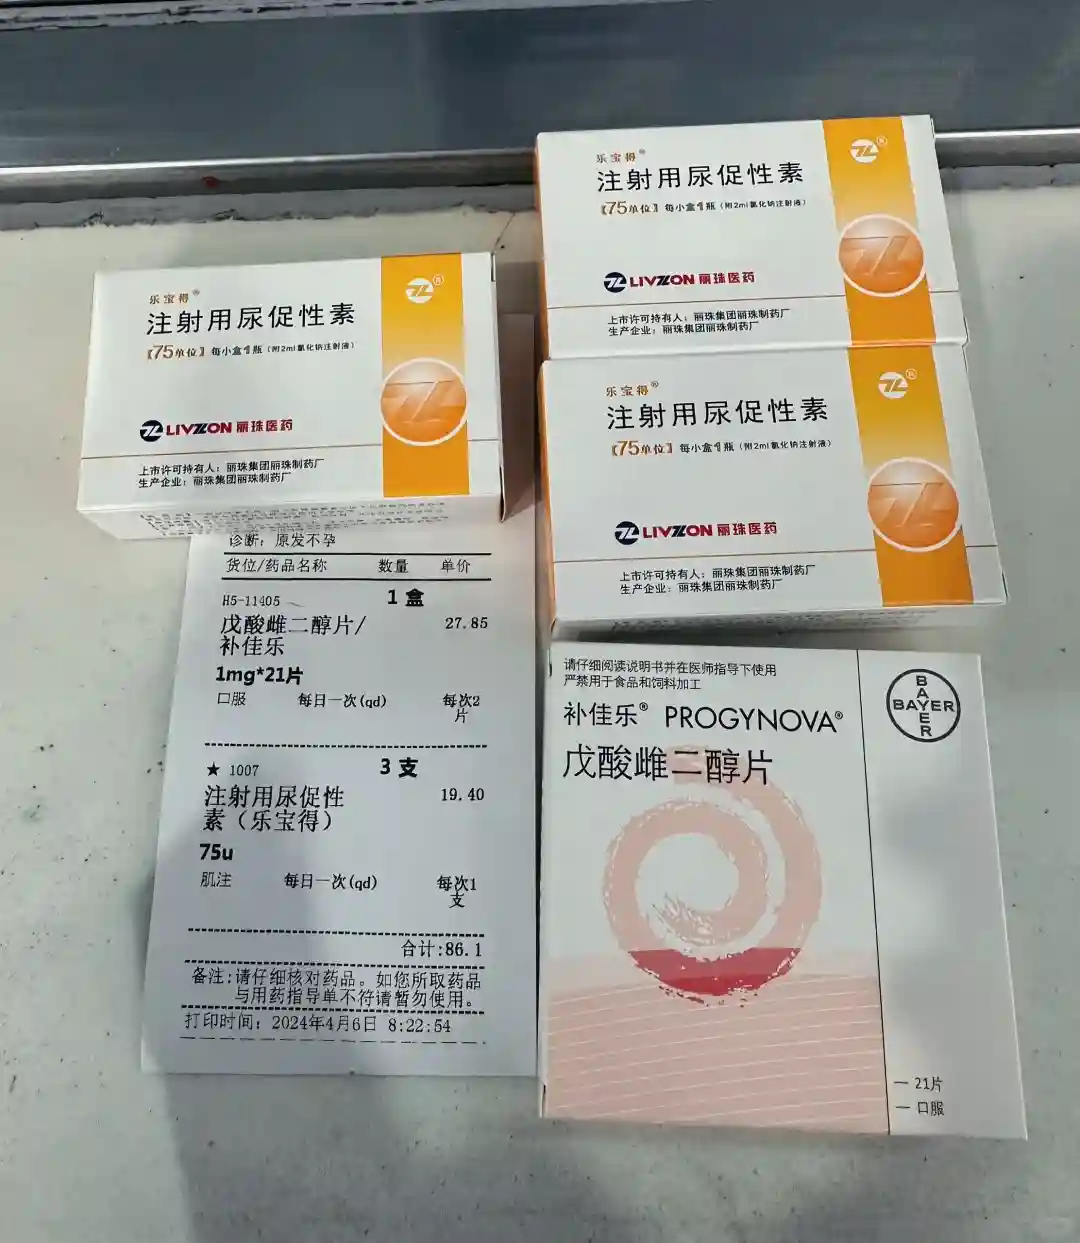 乐宝得®
注射用尿促性素
【75单位】每小盒1瓶（附2ml氯化钠注射液）
LIVZON 丽珠医药
上市许可持有人：丽珠集团丽珠制药厂
生产企业：丽珠集团丽珠制药厂
乐宝得®
注射用尿促性素
【75单位】每小盒1瓶（附2ml氯化钠注射液）
LIVZON 丽珠医药
上市许可持有人：丽珠集团丽珠制药厂
生产企业：丽珠集团丽珠制药厂
乐宝得®
注射用尿促性素
【75单位】每小盒1瓶（附2ml氯化钠注射液）
LIVZON 丽珠医药
上市许可持有人：丽珠集团丽珠制药厂
生产企业：丽珠集团丽珠制药厂
诊断：原发不孕
货位/药品名称 数量 单价
H5-11405 1 盒
戊酸雌二醇片/ 27.85
补佳乐
1mg*21片
口服 每日一次(qd) 每次2
片
★ 1007 3 支
注射用尿促性 19.40
素（乐宝得）
75u
肌注 每日一次(qd) 每次1
支
合计:86.1
备注:请仔细核对药品。如您所取药品
与用药指导单不符请暂勿使用。
打印时间：2024年4月6日 8:22:54
请仔细阅读说明书并在医师指导下使用
严禁用于食品和饲料加工
补佳乐® PROGYNOVA®
戊酸雌二醇片
BAYER
BAYER
一 21片
一 口服